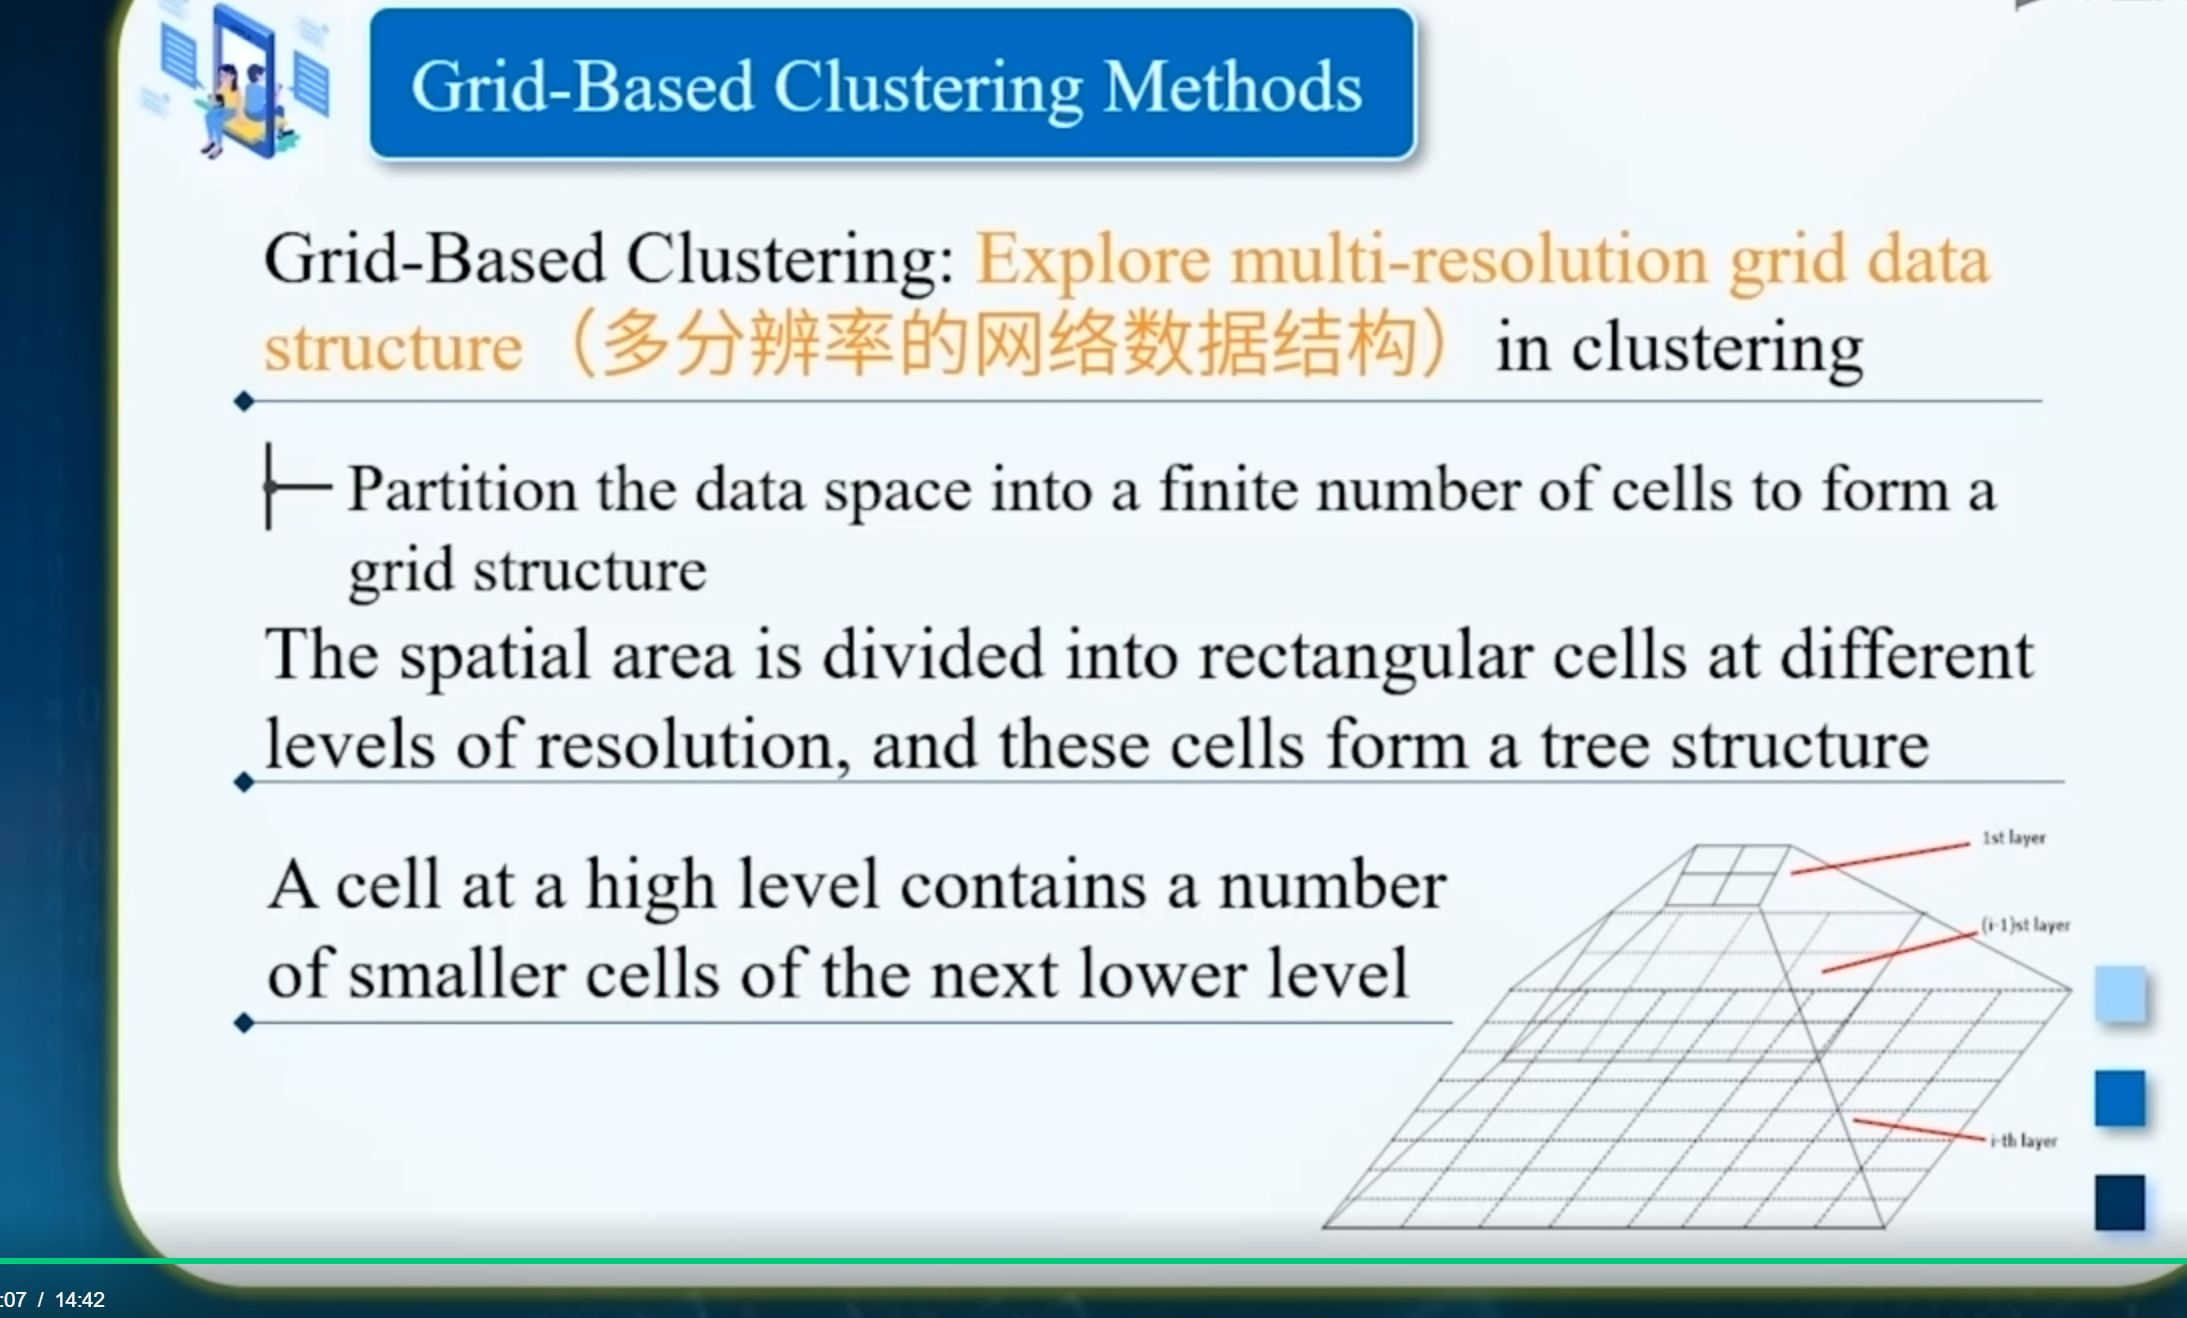 Grid-Based Clustering Methods
Grid-Based Clustering: Explore multi-resolution grid data
structure（多分辨率的网络数据结构） in clustering
Partition the data space into a finite number of cells to form a
grid structure
The spatial area is divided into rectangular cells at different
levels of resolution, and these cells form a tree structure
A cell at a high level contains a number
of smaller cells of the next lower level
1st layer
(i-1)st layer
i-th layer
:07 / 14:42